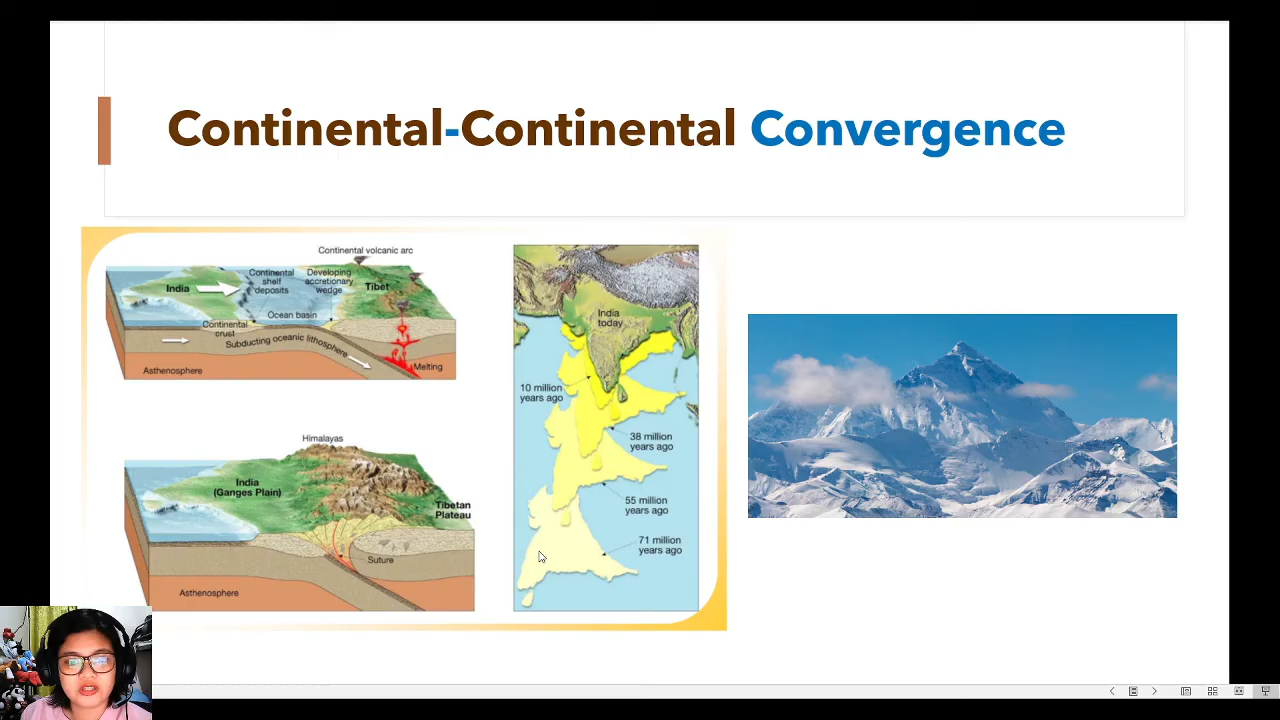 Continental-Continental Convergence
Continental volcanic arc
Continental
shelf
deposits
Developing
accretionary
wedge
India
Tibet
Ocean basin
Continental
crust
Subducting oceanic lithosphere
Melting
Asthenosphere
Himalayas
India
(Ganges Plain)
Tibetan
Plateau
Suture
Asthenosphere
India
today
10 million
years ago
38 million
years ago
55 million
years ago
71 million
years ago